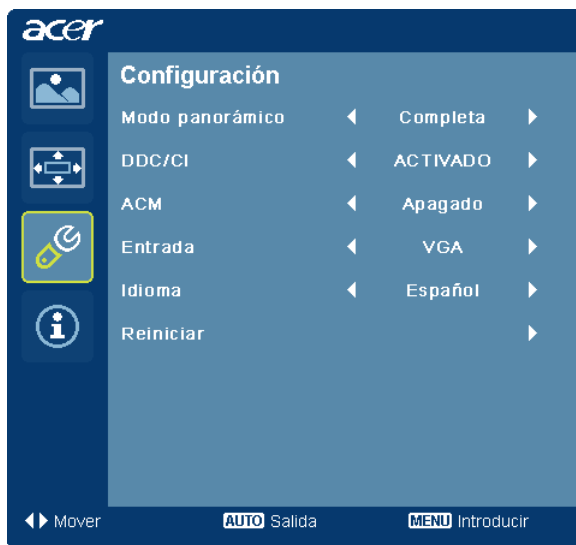 acer
Configuración
Modo panorámico Completa
DDC/CI ACTIVADO
ACM Apagado
Entrada VGA
Idioma Español
Reiniciar
Mover AUTO Salida MENU Introducir